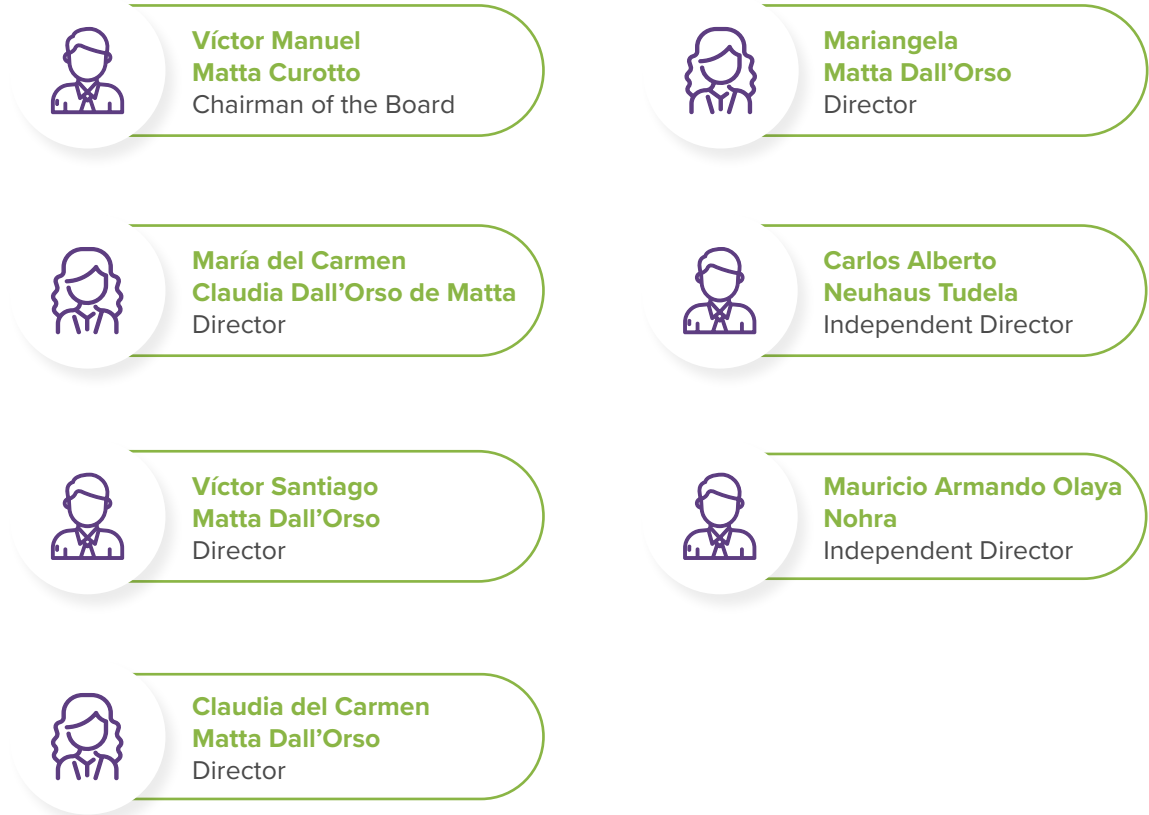 Víctor Manuel
Matta Curotto
Chairman of the Board
María del Carmen
Claudia Dall’Orso de Matta
Director
Víctor Santiago
Matta Dall’Orso
Director
Claudia del Carmen
Matta Dall’Orso
Director
Mariangela
Matta Dall’Orso
Director
Carlos Alberto
Neuhaus Tudela
Independent Director
Mauricio Armando Olaya
Nohra
Independent Director